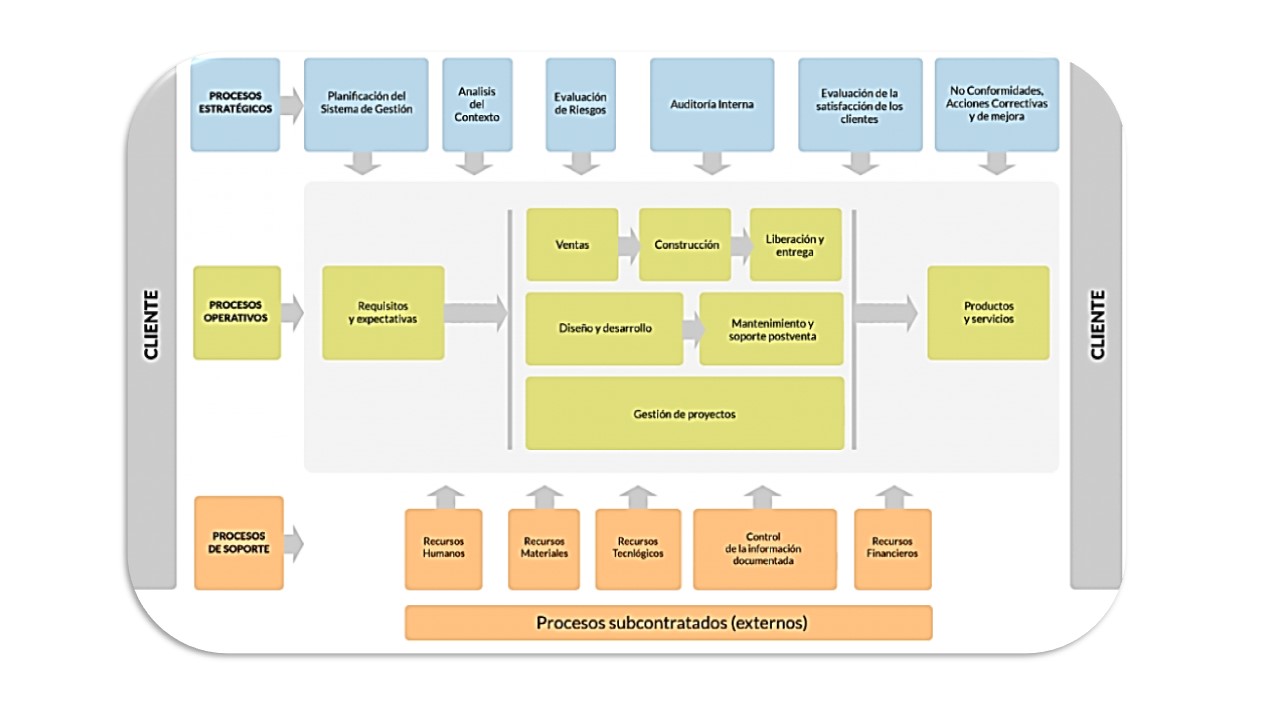 PROCESOS
ESTRATÉGICOS
Planificación del
Sistema de Gestión
Analisis
del
Contexto
Evaluación
de Riesgos
Auditoría Interna
Evaluación de la
satisfacción de los
clientes
No Conformidades,
Acciones Correctivas
y de mejora
CLIENTE
PROCESOS
OPERATIVOS
Requisitos
y expectativas
Ventas
Construcción
Liberación y
entrega
Diseño y desarrollo
Mantenimiento y
soporte postventa
Gestión de proyectos
Productos
y servicios
CLIENTE
PROCESOS
DE SOPORTE
Recursos
Humanos
Recursos
Materiales
Recursos
Tecnlógicos
Control
de la información
documentada
Recursos
Financieros
Procesos subcontratados (externos)